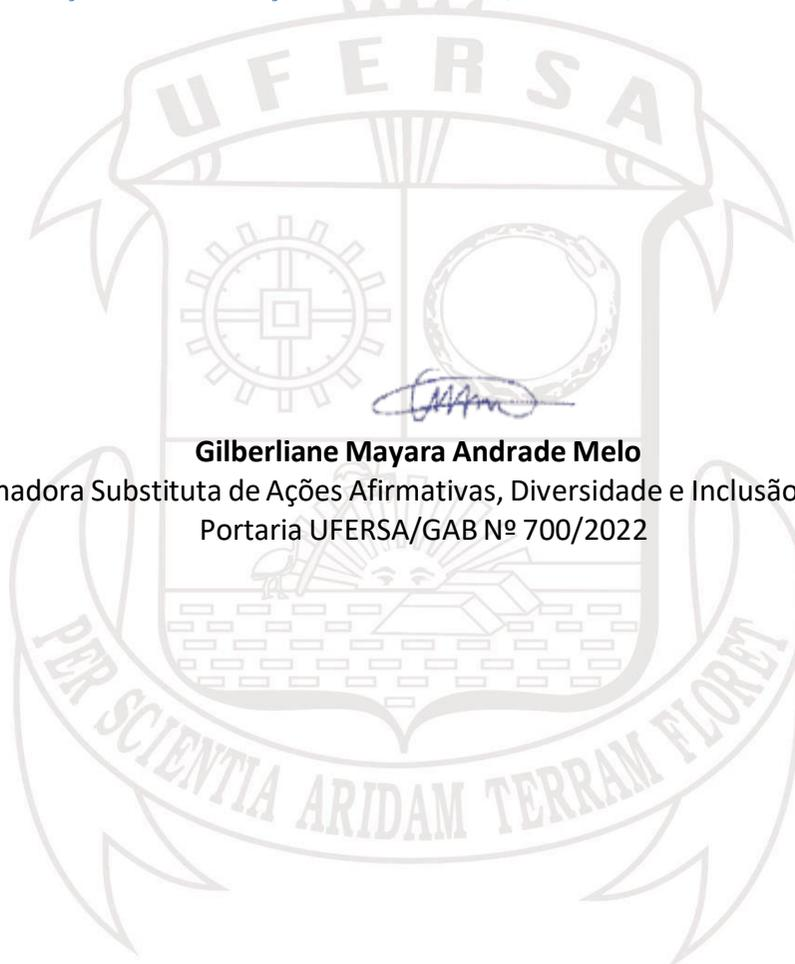 UFERSA
Gilberliane Mayara Andrade Melo
nadora Substituta de Ações Afirmativas, Diversidade e Inclusão
Portaria UFERSA/GAB Nº 700/2022
PER SCIENTIA ARIDAM TERRAM FLORET